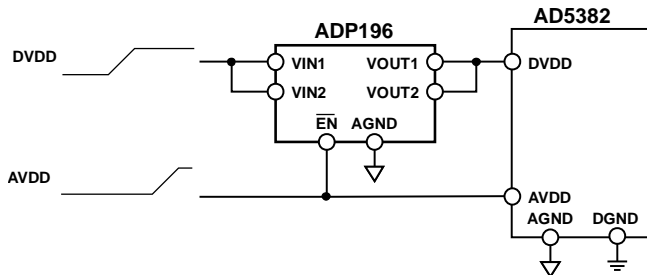 ADP196
AD5382
DVDD
VIN1
VOUT1
DVDD
VIN2
VOUT2
EN
AGND
AVDD
AVDD
AGND
DGND